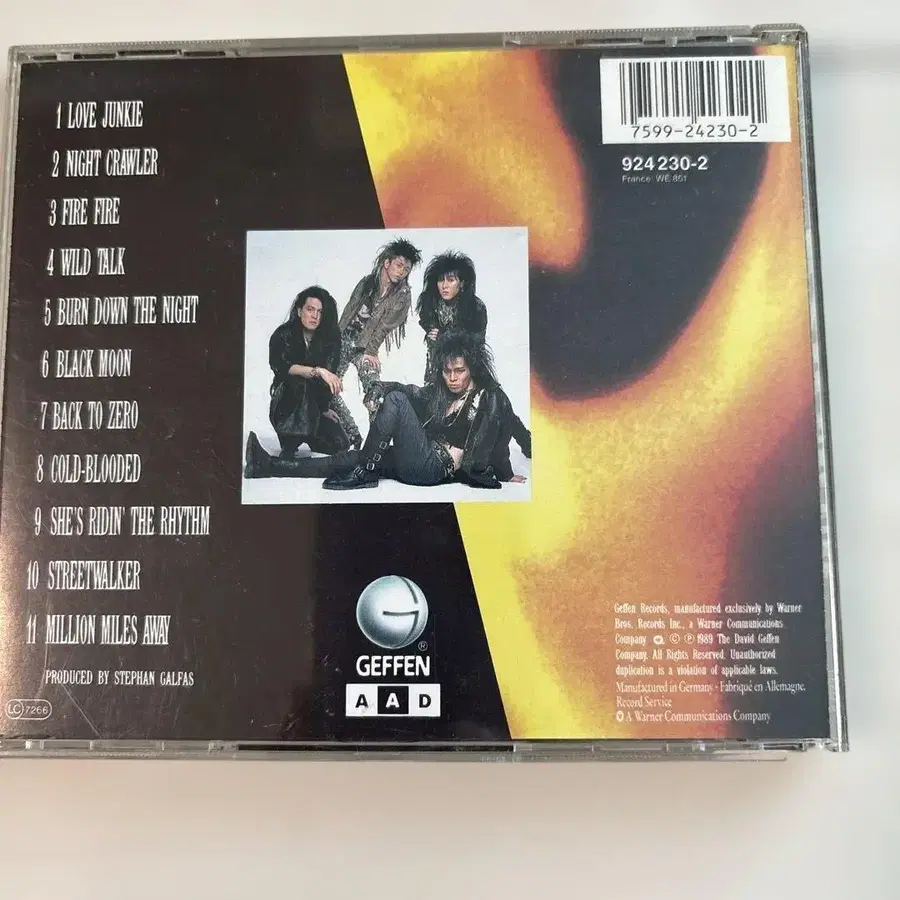 1 LOVE JUNKIE
2 NIGHT CRAWLER
3 FIRE FIRE
4 WILD TALK
5 BURN DOWN THE NIGHT
6 BLACK MOON
7 BACK TO ZERO
8 COLD-BLOODED
9 SHE'S RIDIN' THE RHYTHM
10 STREETWALKER
11 MILLION MILES AWAY
PRODUCED BY STEPHAN GALFAS
LC 7266
7599-24230-2
924 230-2
France: WE 851
G
®
GEFFEN
A A D
Geffen Records, manufactured exclusively by Warner
Bros. Records Inc., a Warner Communications
Company © ℗ 1989 The David Geffen
Company. All Rights Reserved. Unauthorized
duplication is a violation of applicable laws.
Manufactured in Germany · Fabriqué en Allemagne.
Record Service
A Warner Communications Company